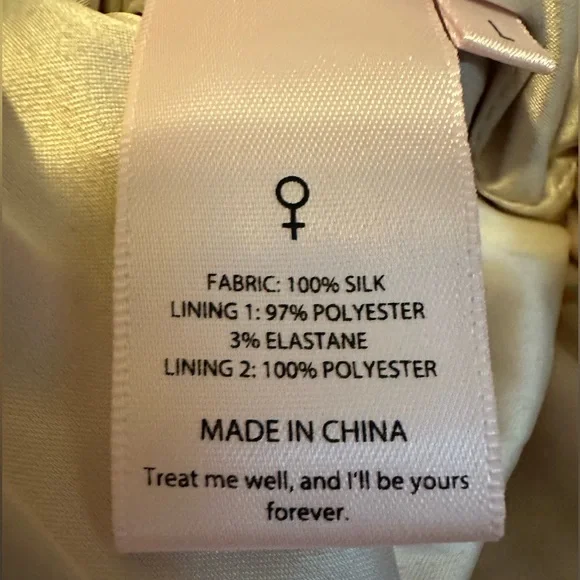 L
FABRIC: 100% SILK
LINING 1: 97% POLYESTER
3% ELASTANE
LINING 2: 100% POLYESTER
MADE IN CHINA
Treat me well, and I'll be yours
forever.